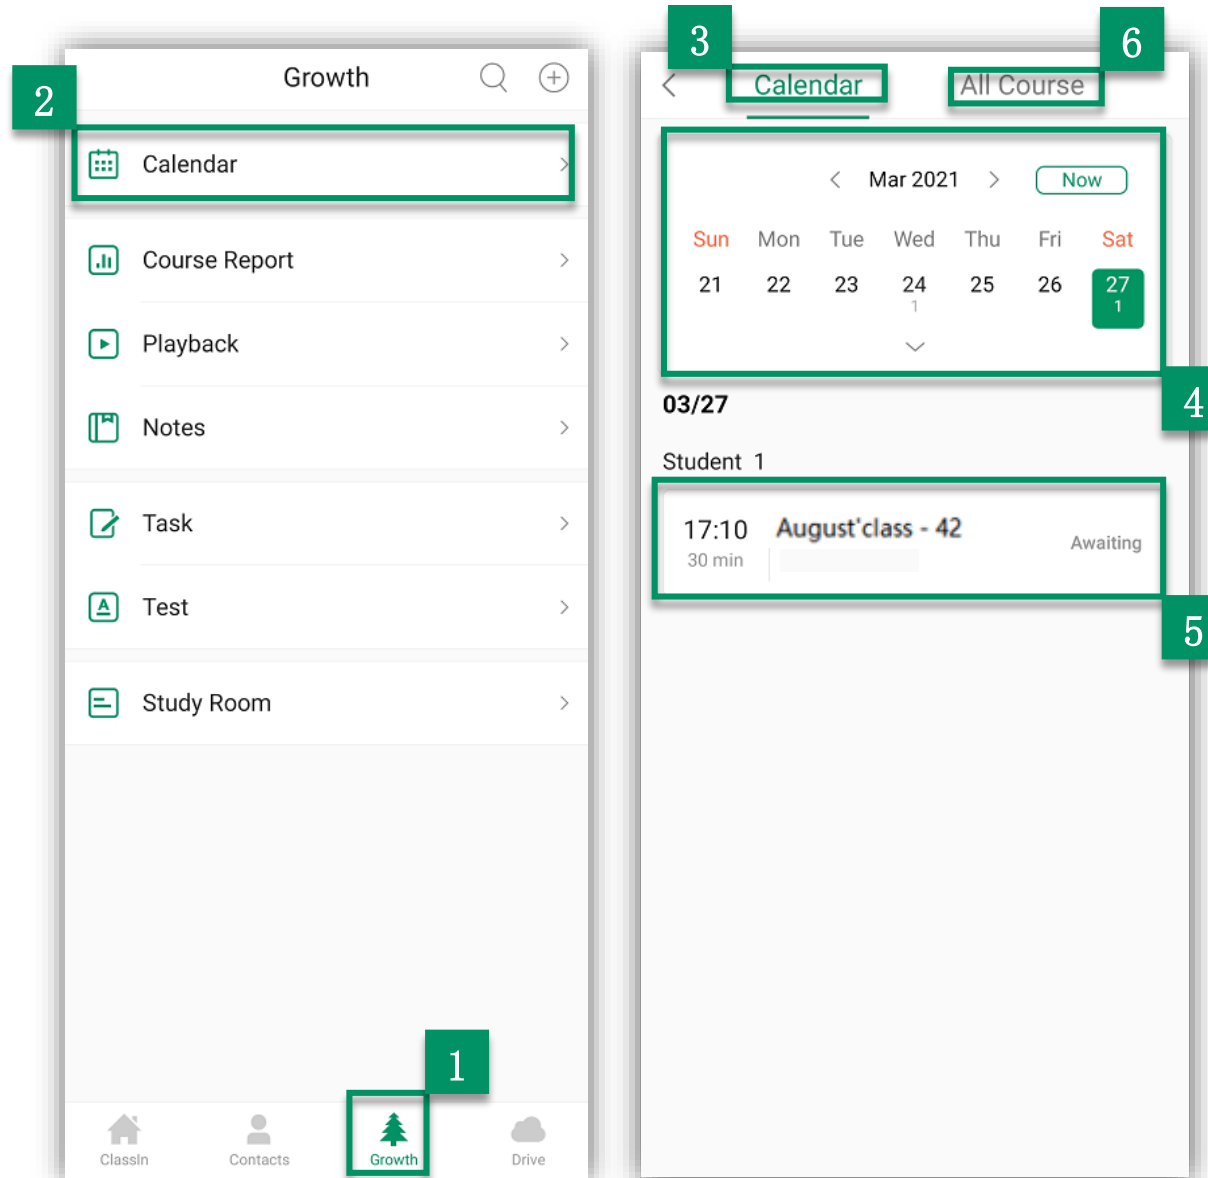 2
Growth
Calendar
Course Report
Playback
Notes
Task
Test
Study Room
1
ClassIn Contacts Growth Drive
3
6
Calendar All Course
Mar 2021 Now
Sun Mon Tue Wed Thu Fri Sat
21 22 23 24 25 26 27
1 1
4
03/27
Student 1
17:10 August'class - 42
30 min Awaiting
5